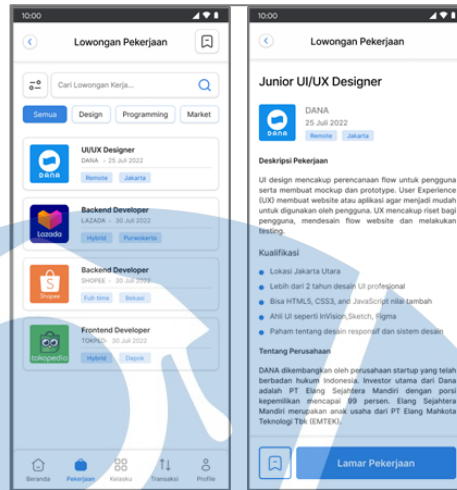 10:00
Lowongan Pekerjaan
Cari Lowongan Kerja...
Semua
Design
Programming
Market
DANA
UI/UX Designer
DANA - 25 Juli 2022
Remote
Jakarta
Lazada
Backend Developer
LAZADA - 30 Juli 2022
Hybrid
Purwokerto
Shopee
Backend Developer
SHOPEE - 30 Juli 2022
Full time
Bekasi
tokopedia
Frontend Developer
TOKPED- 30 Juli 2022
Hybrid
Depok
Beranda
Pekerjaan
Kelasku
Transaksi
Profile
10:00
Lowongan Pekerjaan
Junior UI/UX Designer
DANA
DANA
25 Juli 2022
Remote
Jakarta
Deskripsi Pekerjaan
UI design mencakup perencanaan flow untuk pengguna
serta membuat mockup dan prototype. User Experience
(UX) membuat website atau aplikasi agar menjadi mudah
untuk digunakan oleh pengguna. UX mencakup riset bagi
pengguna, mendesain flow website dan melakukan
testing.
Kualifikasi
Lokasi Jakarta Utara
Lebih dari 2 tahun desain UI profesional
Bisa HTML5, CSS3, and JavaScript nilai tambah
Ahli UI seperti InVision,Sketch, Figma
Paham tentang desain responsif dan sistem desain
Tentang Perusahaan
DANA dikembangkan oleh perusahaan startup yang telah
berbadan hukum Indonesia. Investor utama dari Dana
adalah PT Elang Sejahtera Mandiri dengan porsi
kepemilikan mencapai 99 persen. Elang Sejahtera
Mandiri merupakan anak usaha dari PT Elang Mahkota
Teknologi Tbk (EMTEK).
Lamar Pekerjaan